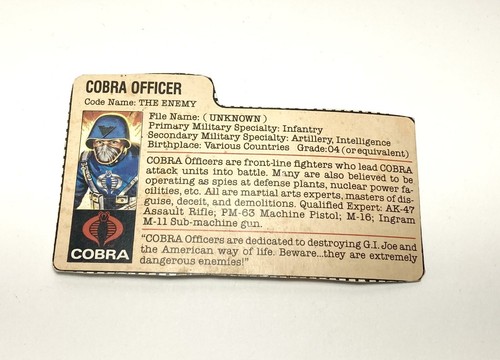 COBRA OFFICER
Code Name: THE ENEMY
File Name: (UNKNOWN)
Primary Military Specialty: Infantry
Secondary Military Specialty: Artillery, Intelligence
Birthplace: Various Countries Grade:04 (or equivalent)
COBRA Officers are front-line fighters who lead COBRA
attack units into battle. Many are also believed to be
operating as spies at defense plants, nuclear power fa-
cilities, etc. All are martial arts experts, masters of dis-
guise, deceit, and demolitions. Qualified Expert: AK-47
Assault Rifle; PM-63 Machine Pistol; M-16; Ingram
M-11 Sub-machine gun.
COBRA
"COBRA Officers are dedicated to destroying G.I. Joe and
the American way of life. Beware...they are extremely
dangerous enemies!"